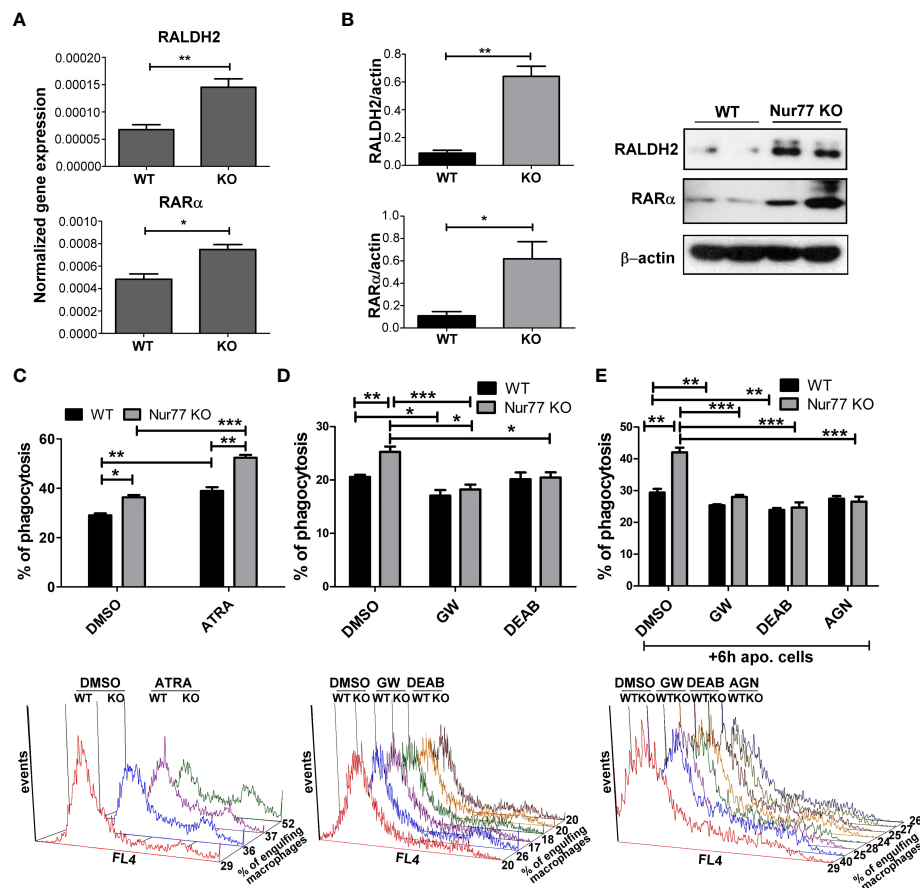 A
RALDH2
Normalized gene expression
0.00020
0.00015
0.00010
0.00005
0.00000
**
WT KO
RARα
0.0010
0.0008
0.0006
0.0004
0.0002
0.0000
*
WT KO
B
RALDH2/actin
0.8
0.6
0.4
0.2
0.0
**
WT KO
RARα/actin
1.0
0.8
0.6
0.4
0.2
0.0
*
WT KO
WT Nur77 KO
RALDH2
RARα
β−actin
C
WT Nur77 KO
% of phagocytosis
60
40
20
0
***
** **
*
DMSO ATRA
DMSO ATRA
WT KO WT KO
events
FL4
29 36 37 52
% of engulfing macrophages
D
WT
Nur77 KO
% of phagocytosis
30
20
10
0
** ***
* *
*
DMSO GW DEAB
DMSO GW DEAB
WT KO WT KO WT KO
events
FL4
20 26 17 18 20 20
% of engulfing macrophages
E
WT
Nur77 KO
% of phagocytosis
50
40
30
20
10
0
**
**
** ***
***
***
DMSO GW DEAB AGN
+6h apo. cells
DMSO GW DEAB AGN
WTKO WTKO WTKO WTKO
events
FL4
29 40 25 28 24 25 27 26
% of engulfing macrophages